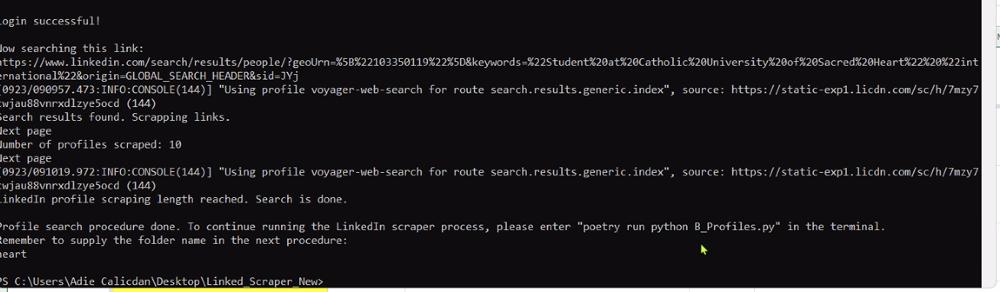 Login successful!
Now searching this link:
https://www.linkedin.com/search/results/people/?geoUrn=%5B%22103350119%22%5D&keywords=%22Student%20at%20Catholic%20University%20of%20Sacred%20Heart%22%20%22int
ernational%22&origin=GLOBAL_SEARCH_HEADER&sid=JYj
[0923/090957.473:INFO:CONSOLE(144)] "Using profile voyager-web-search for route search.results.generic.index", source: https://static-exp1.licdn.com/sc/h/7mzy7
cwjau88vnrxdlzye5ocd (144)
Search results found. Scrapping links.
Next page
Number of profiles scraped: 10
Next page
[0923/091019.972:INFO:CONSOLE(144)] "Using profile voyager-web-search for route search.results.generic.index", source: https://static-exp1.licdn.com/sc/h/7mzy7
cwjau88vnrxdlzye5ocd (144)
LinkedIn profile scraping length reached. Search is done.
Profile search procedure done. To continue running the LinkedIn scraper process, please enter "poetry run python B_Profiles.py" in the terminal.
Remember to supply the folder name in the next procedure:
heart
PS C:\Users\Adie Calicdan\Desktop\Linked_Scraper_New>